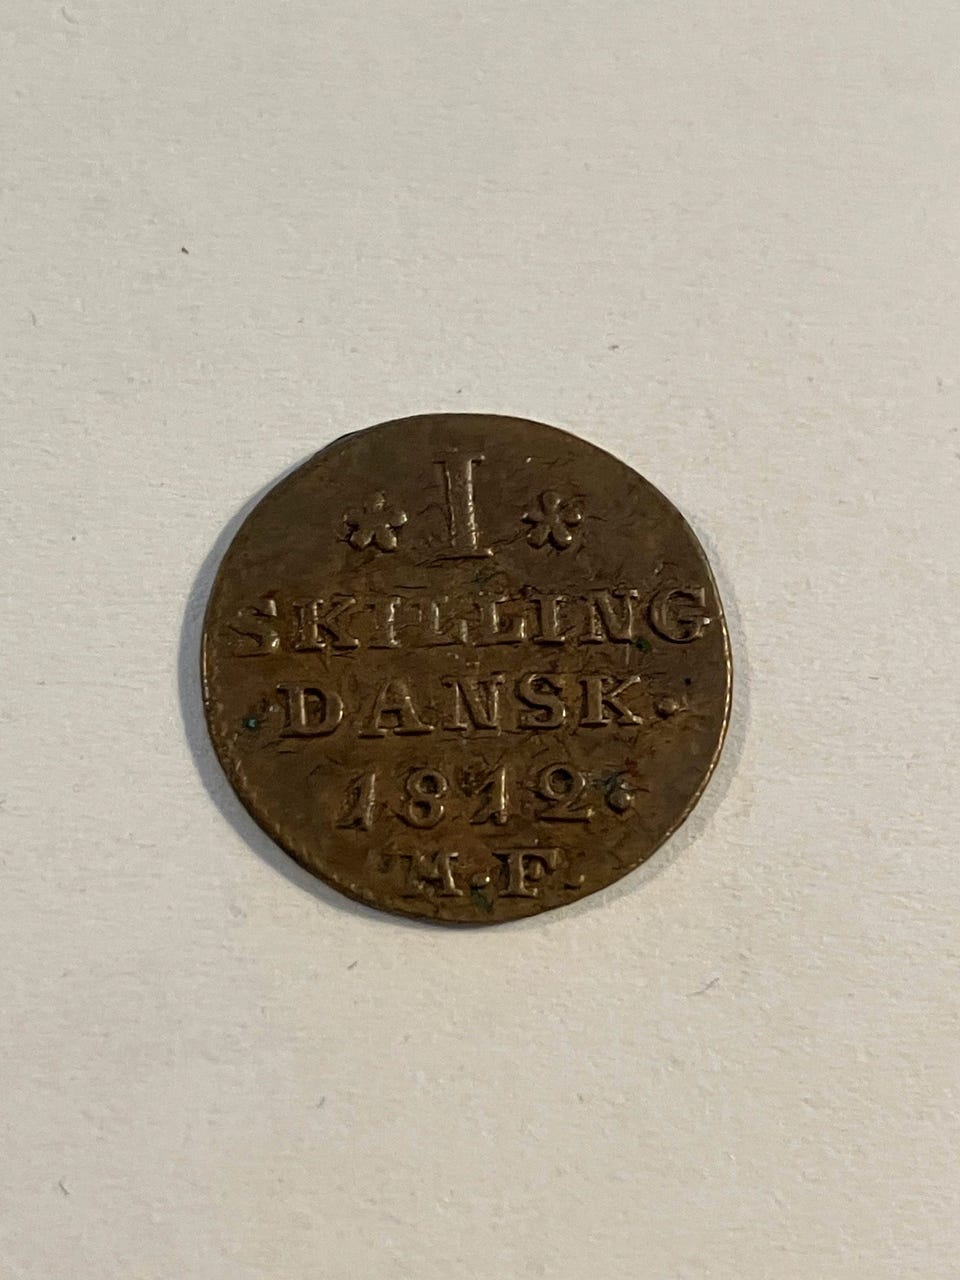 * I *
SKILLING
DANSK.
1812.
M.F.